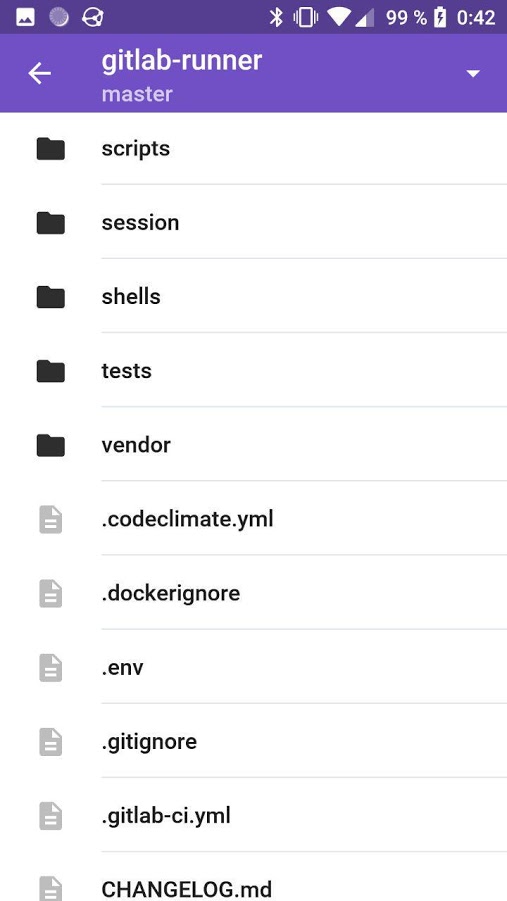 99 % 0:42
gitlab-runner
master
scripts
session
shells
tests
vendor
.codeclimate.yml
.dockerignore
.env
.gitignore
.gitlab-ci.yml
CHANGELOG.md